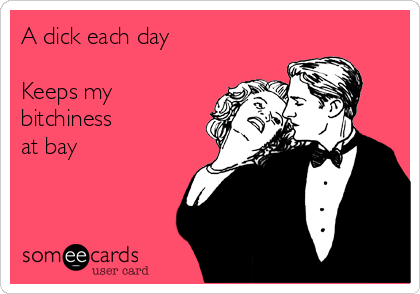 A dick each day
Keeps my
bitchiness
at bay
someecards
user card